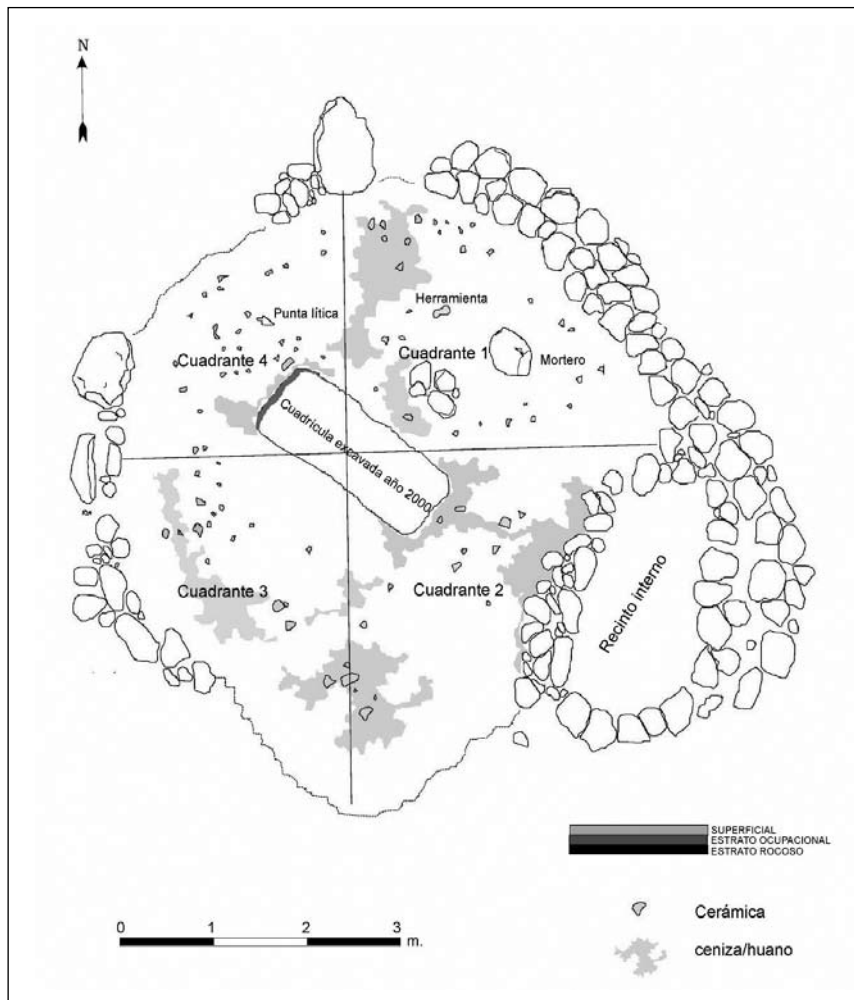 N
Punta lítica
Herramienta
Cuadrante 4
Cuadrante 1
Mortero
Cuadricula excavada año 2000
Cuadrante 3
Cuadrante 2
Recinto interno
SUPERFICIAL
ESTRATO OCUPACIONAL
ESTRATO ROCOSO
Cerámica
0 1 2 3
m.
ceniza/huano